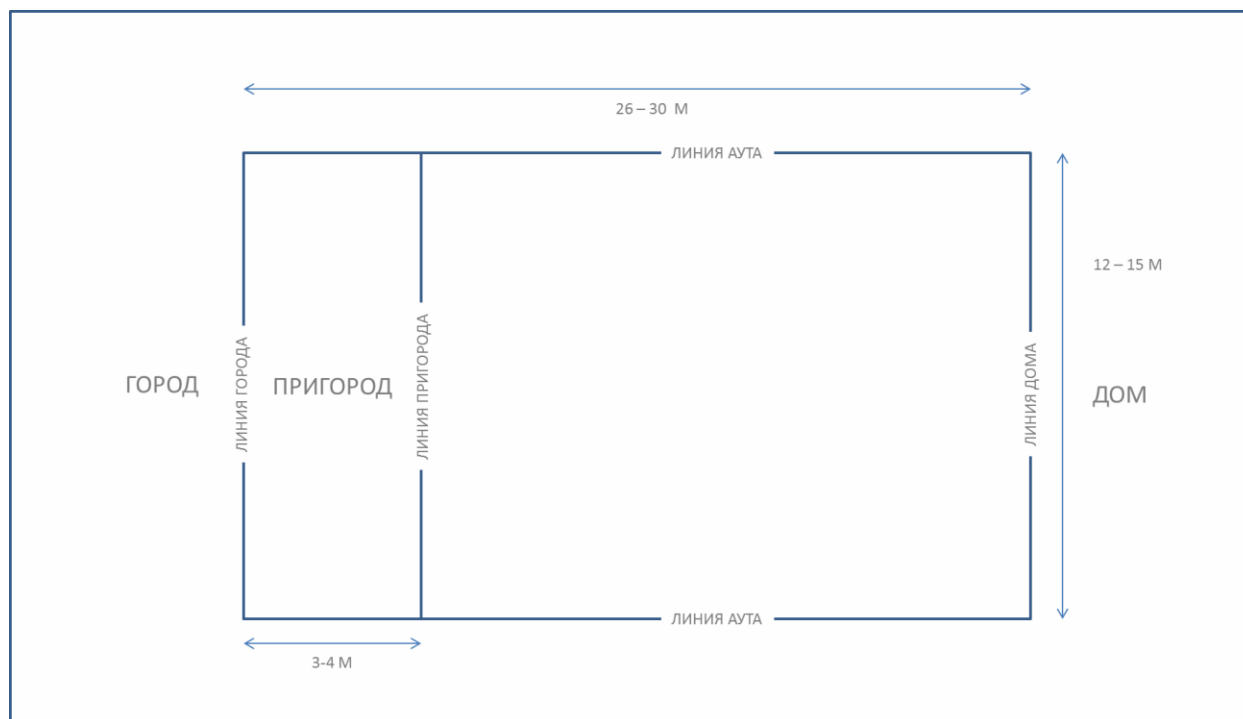 26 – 30 М
ЛИНИЯ АУТА
12 – 15 М
ГОРОД
ЛИНИЯ ГОРОДА
ПРИГОРОД
ЛИНИЯ ПРИГОРОДА
ЛИНИЯ ДОМА
ДОМ
ЛИНИЯ АУТА
3-4 М